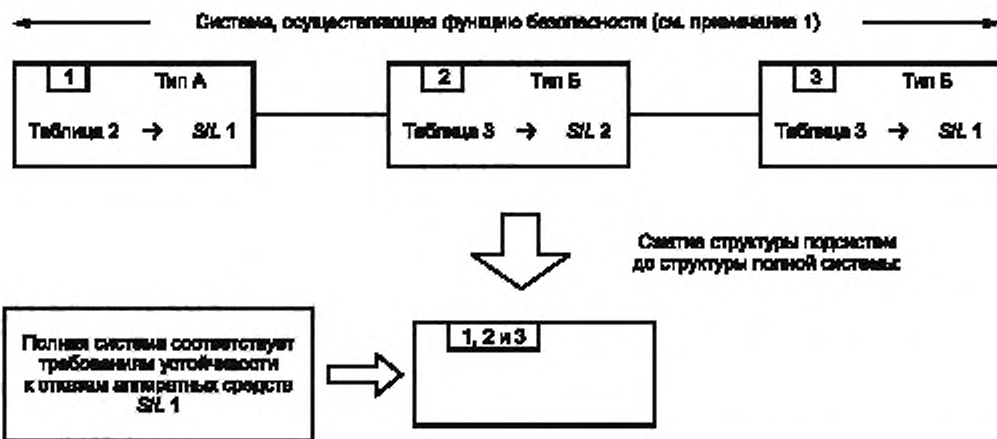 Система, осуществляющая функцию безопасности (см. примечание 1)
1 Тип А
Таблица 2 → SIL 1
2 Тип Б
Таблица 3 → SIL 2
3 Тип Б
Таблица 3 → SIL 1
Сжатие структуры подсистем
до структуры полной системы:
Полная система соответствует
требованиям устойчивости
к отказам аппаратных средств
SIL 1
1, 2 и 3